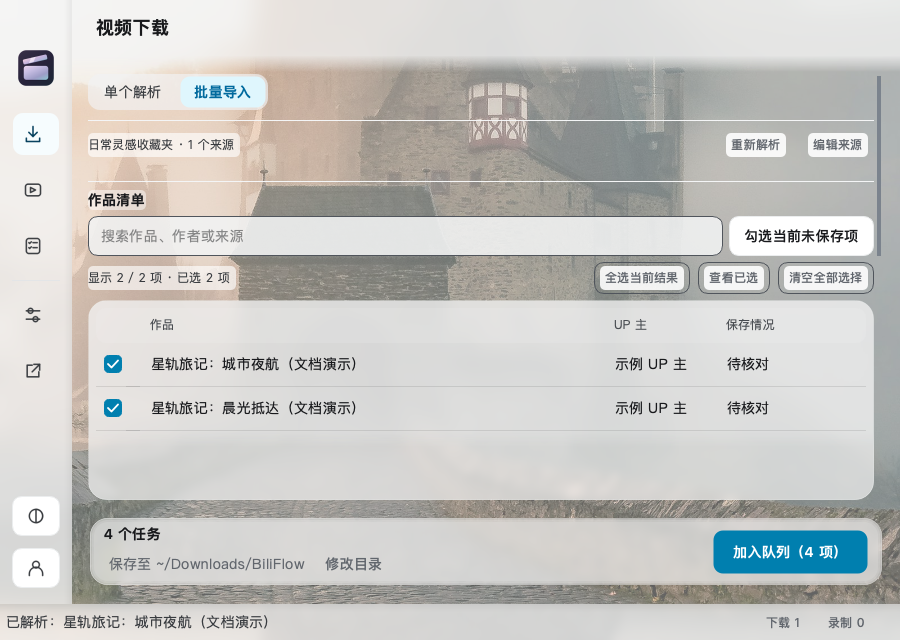 视频下载
单个解析 批量导入
日常灵感收藏夹 · 1 个来源 重新解析 编辑来源
作品清单
搜索作品、作者或来源 勾选当前未保存项
显示 2 / 2 项 · 已选 2 项 全选当前结果 查看已选 清空全部选择
作品 UP 主 保存情况
星轨旅记：城市夜航（文档演示） 示例 UP 主 待核对
星轨旅记：晨光抵达（文档演示） 示例 UP 主 待核对
4 个任务
保存至 ~/Downloads/BiliFlow 修改目录 加入队列（4 项）
已解析：星轨旅记：城市夜航（文档演示） 下载 1 录制 0